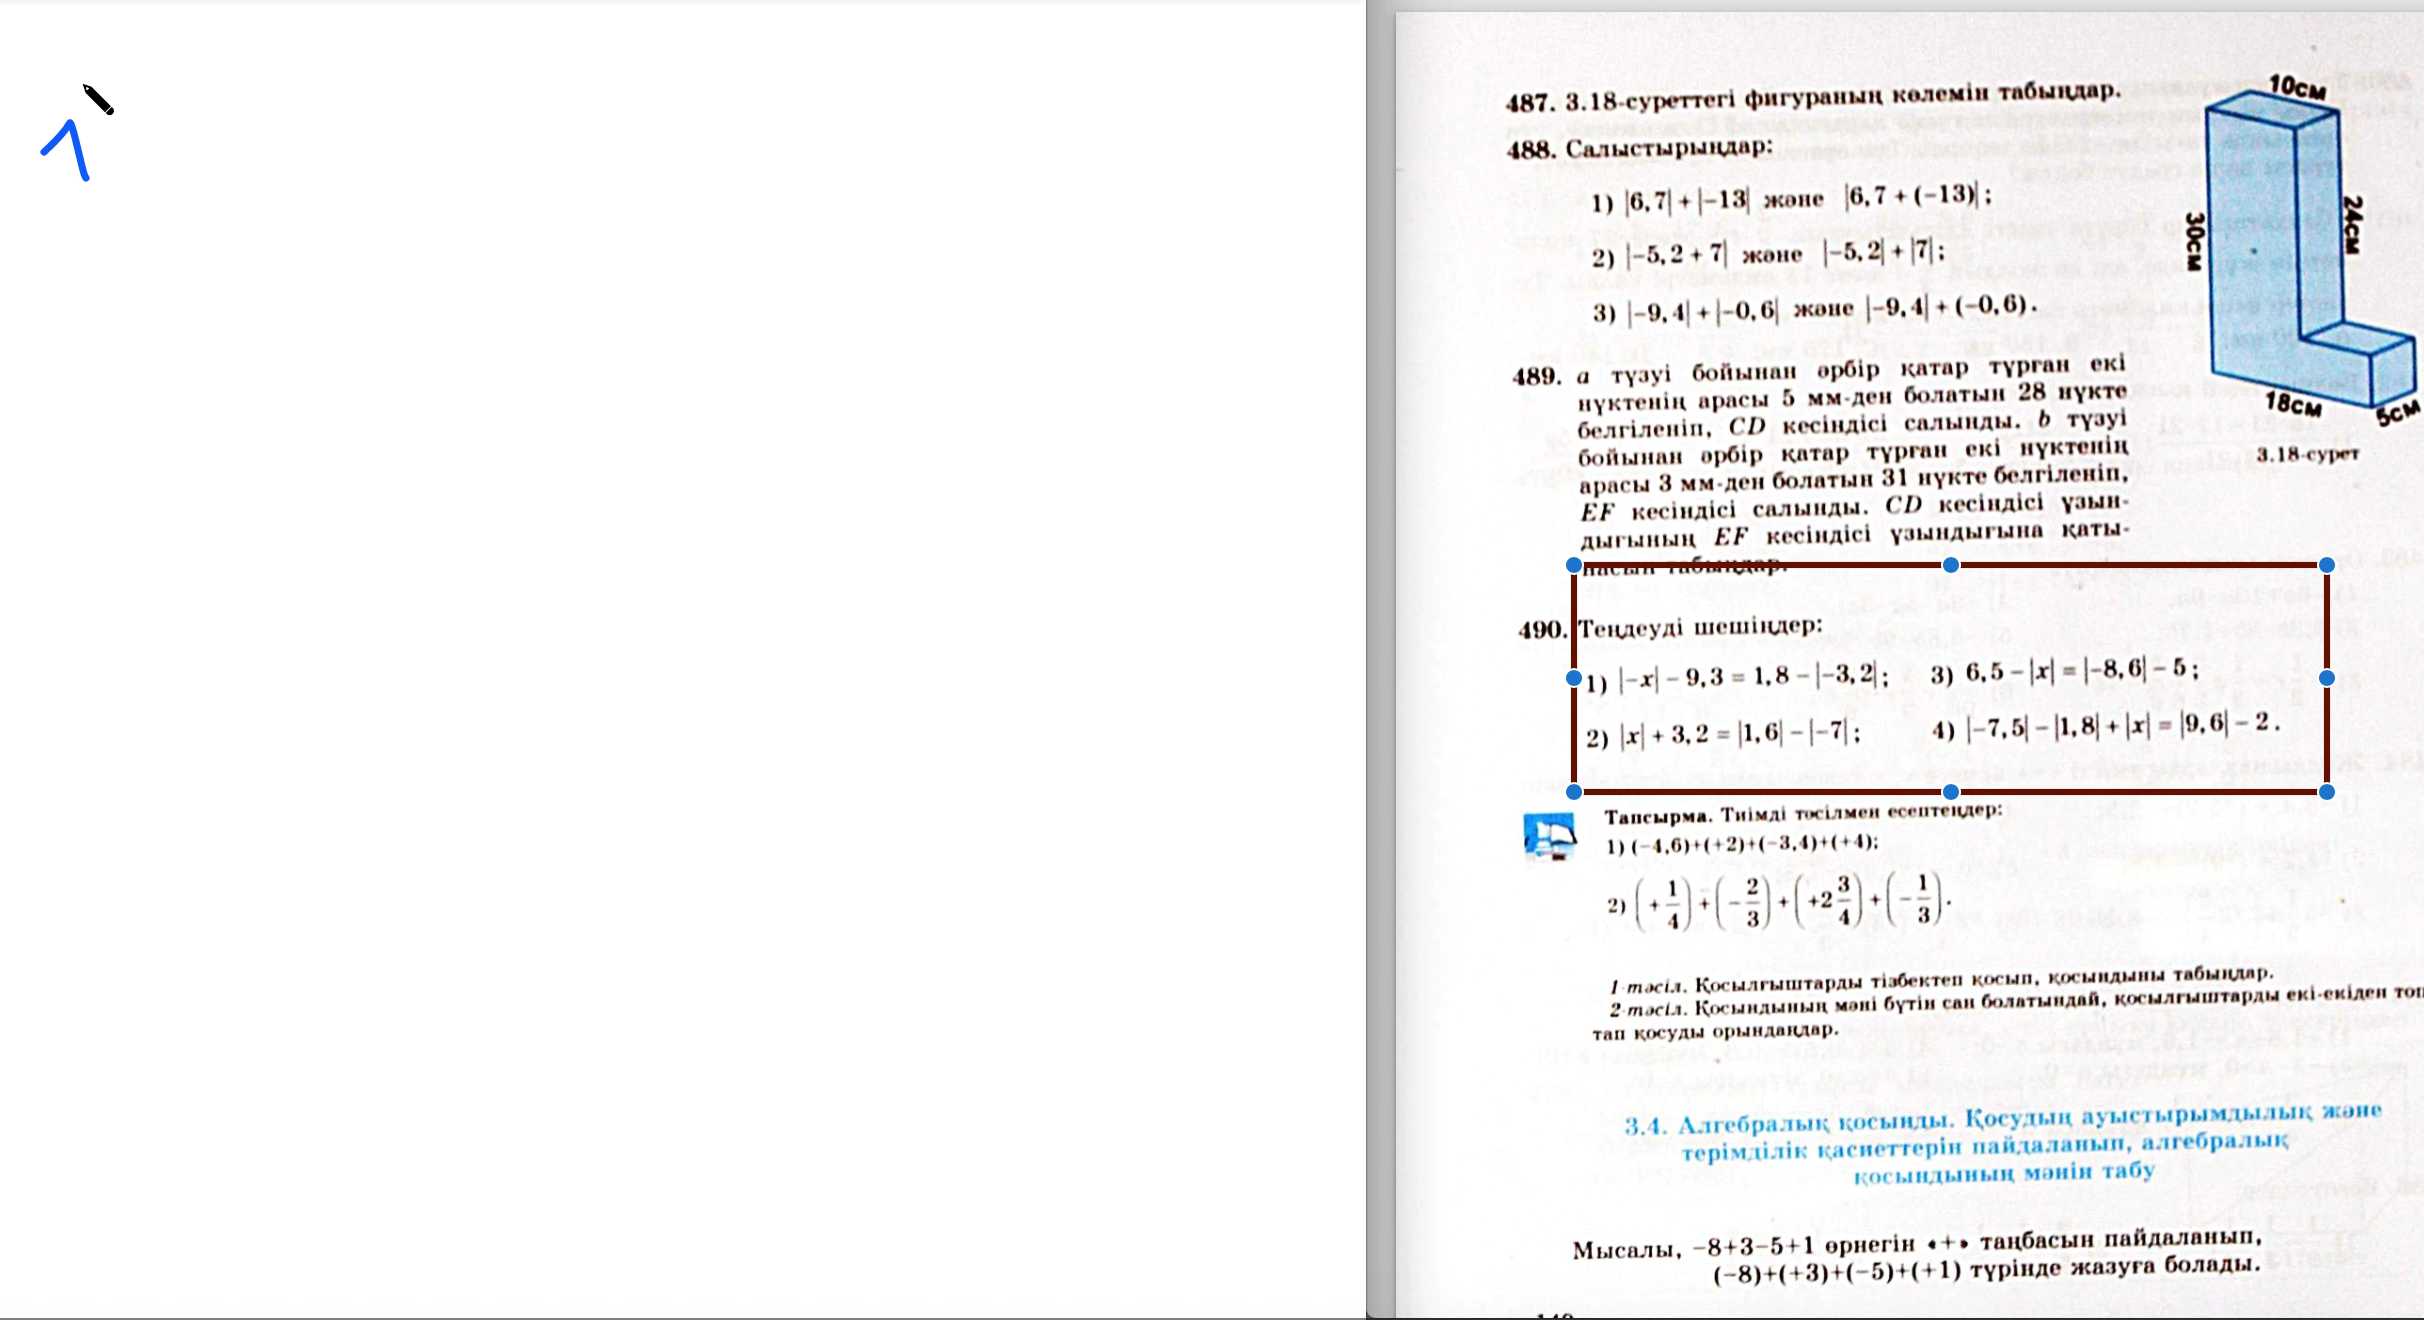 1
487. 3.18-суреттегі фигураның көлемін табыңдар.
488. Салыстырыңдар:
1) |6,7| + |−13| және |6,7 + (−13)|;
2) |−5,2 + 7| және |−5,2| + |7|;
3) |−9,4| + |−0,6| және |−9,4| + (−0,6).
10см
30см
24см
18см
5см
3.18-сурет
489. a түзуі бойынан әрбір қатар тұрған екі
нүктенің арасы 5 мм-ден болатын 28 нүкте
белгіленіп, CD кесіндісі салынды. b түзуі
бойынан әрбір қатар тұрған екі нүктенің
арасы 3 мм-ден болатын 31 нүкте белгіленіп,
EF кесіндісі салынды. CD кесіндісі ұзын-
дығының EF кесіндісі ұзындығына қаты-
насын табыңдар.
490. Теңдеуді шешіңдер:
1) |−x| − 9,3 = 1,8 − |−3,2|; 3) 6,5 − |x| = |−8,6| − 5;
2) |x| + 3,2 = |1,6| − |−7|; 4) |−7,5| − |1,8| + |x| = |9,6| − 2.
Тапсырма. Тиімді тәсілмен есептеңдер:
1) (−4,6)+(+2)+(−3,4)+(+4);
2) (+1/4) + (−2/3) + (+2 3/4) + (−1/3).
1-тәсіл. Қосылғыштарды тізбектеп қосып, қосындыны табыңдар.
2-тәсіл. Қосындының мәні бүтін сан болатындай, қосылғыштарды екі-екіден топ
тап қосуды орындаңдар.
3.4. Алгебралық қосынды. Қосудың ауыстырымдылық және
терімділік қасиеттерін пайдаланып, алгебралық
қосындының мәнін табу
Мысалы, −8+3−5+1 өрнегін «+» таңбасын пайдаланып,
(−8)+(+3)+(−5)+(+1) түрінде жазуға болады.